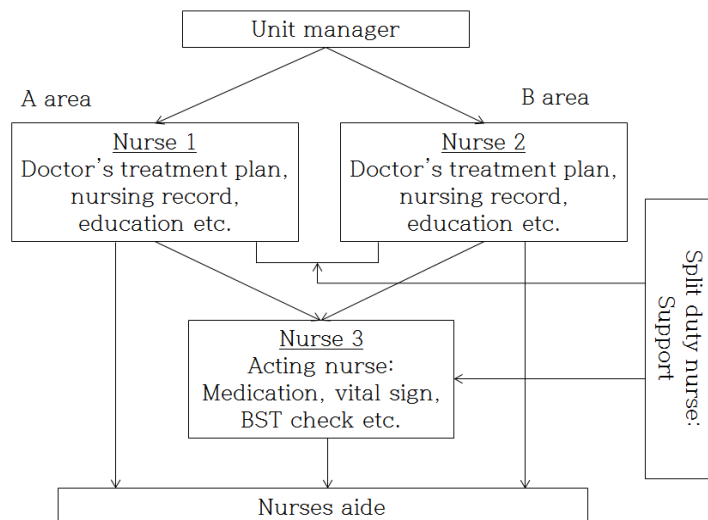 Unit manager
A area
B area
Nurse 1
Doctor's treatment plan,
nursing record,
education etc.
Nurse 2
Doctor's treatment plan,
nursing record,
education etc.
Split duty nurse:
Support
Nurse 3
Acting nurse:
Medication, vital sign,
BST check etc.
Nurses aide